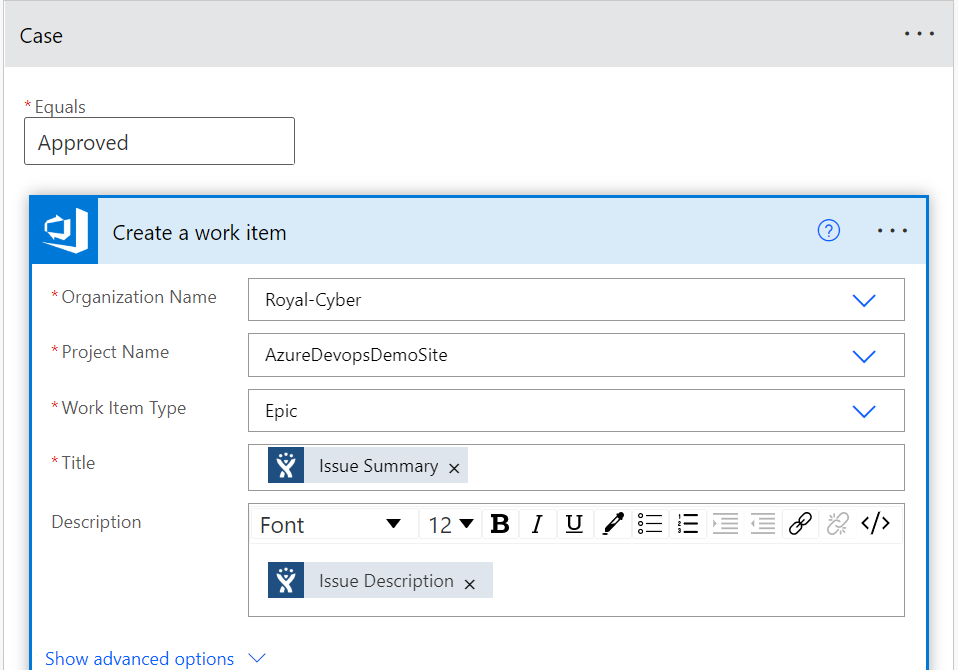 Case
* Equals
Approved
Create a work item
* Organization Name Royal-Cyber
* Project Name AzureDevopsDemoSite
* Work Item Type Epic
* Title Issue Summary ×
Description Font 12 B I U </>
Issue Description ×
Show advanced options